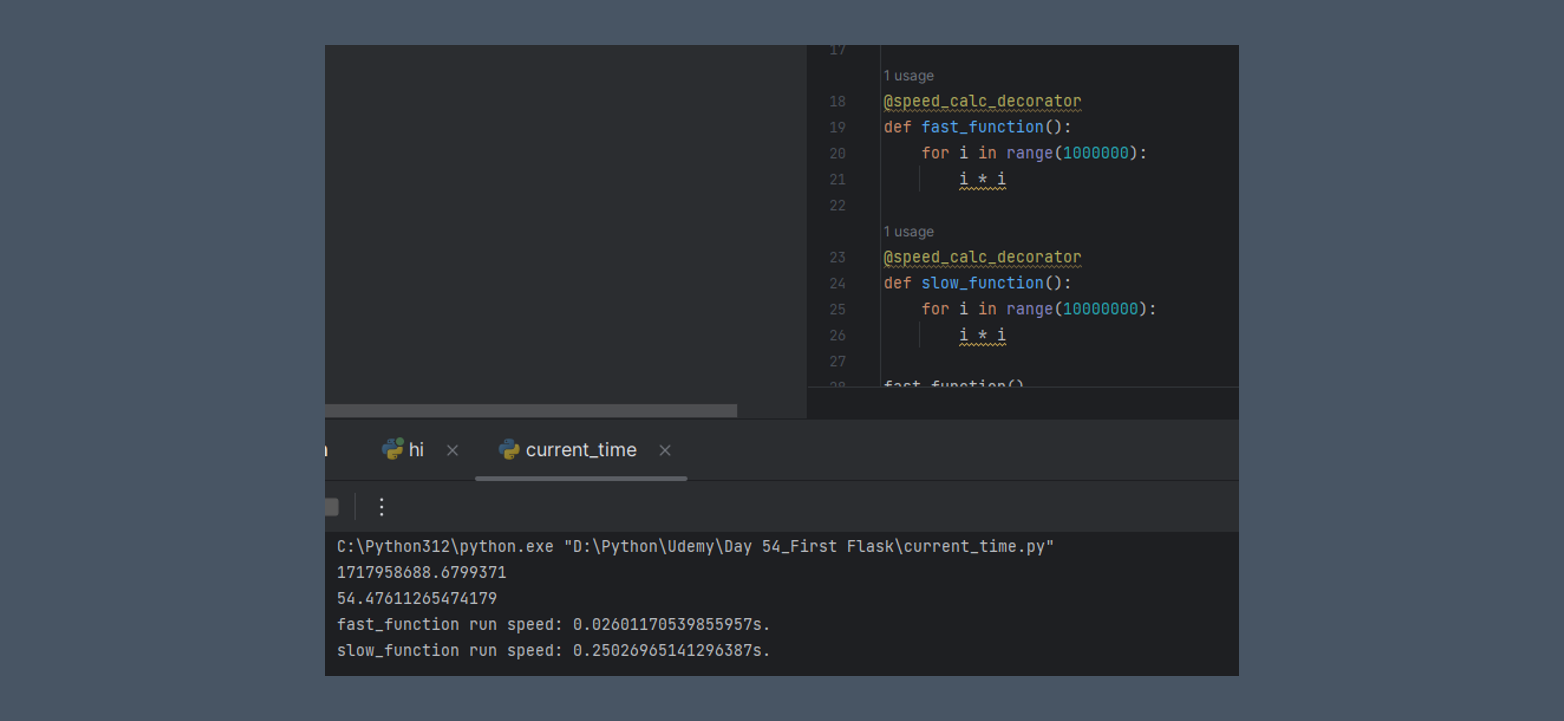 17
1 usage
18 @speed_calc_decorator
19 def fast_function():
20 for i in range(1000000):
21 i * i
22
1 usage
23 @speed_calc_decorator
24 def slow_function():
25 for i in range(10000000):
26 i * i
27
28 fast_function()
hi current_time
C:\Python312\python.exe "D:\Python\Udemy\Day 54_First Flask\current_time.py"
1717958688.6799371
54.47611265474179
fast_function run speed: 0.02601170539855957s.
slow_function run speed: 0.25026965141296387s.